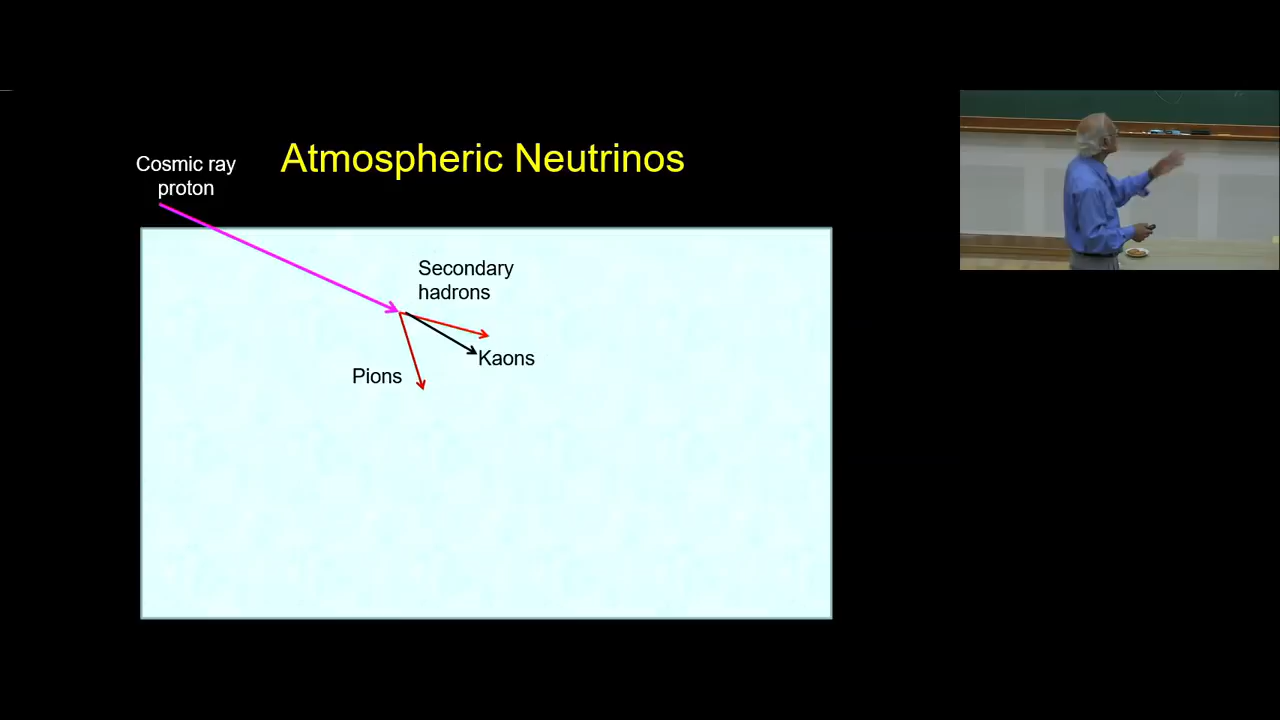 Atmospheric Neutrinos
Cosmic ray
proton
Secondary
hadrons
Kaons
Pions